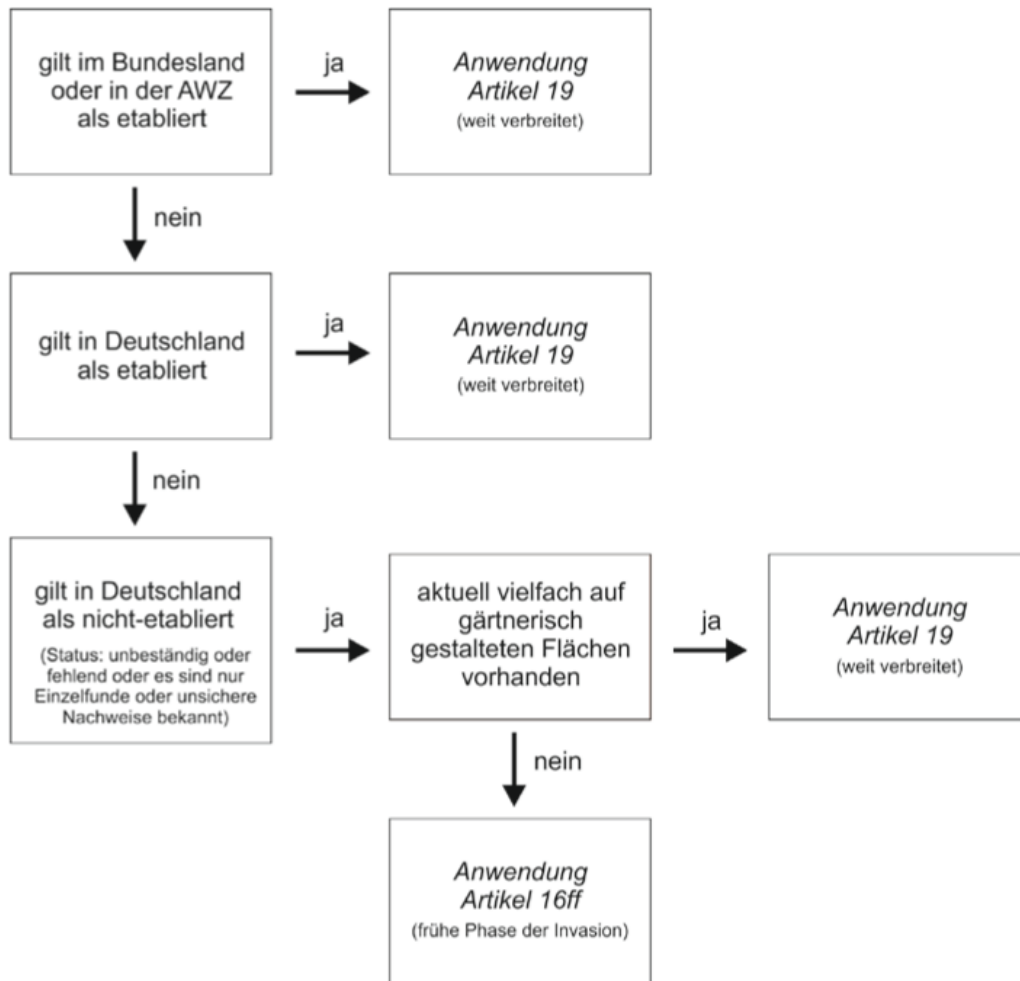 gilt im Bundesland
oder in der AWZ
als etabliert
ja
Anwendung
Artikel 19
(weit verbreitet)
nein
gilt in Deutschland
als etabliert
ja
Anwendung
Artikel 19
(weit verbreitet)
nein
gilt in Deutschland
als nicht-etabliert
(Status: unbeständig oder
fehlend oder es sind nur
Einzelfunde oder unsichere
Nachweise bekannt)
ja
aktuell vielfach auf
gärtnerisch
gestalteten Flächen
vorhanden
ja
Anwendung
Artikel 19
(weit verbreitet)
nein
Anwendung
Artikel 16ff
(frühe Phase der Invasion)